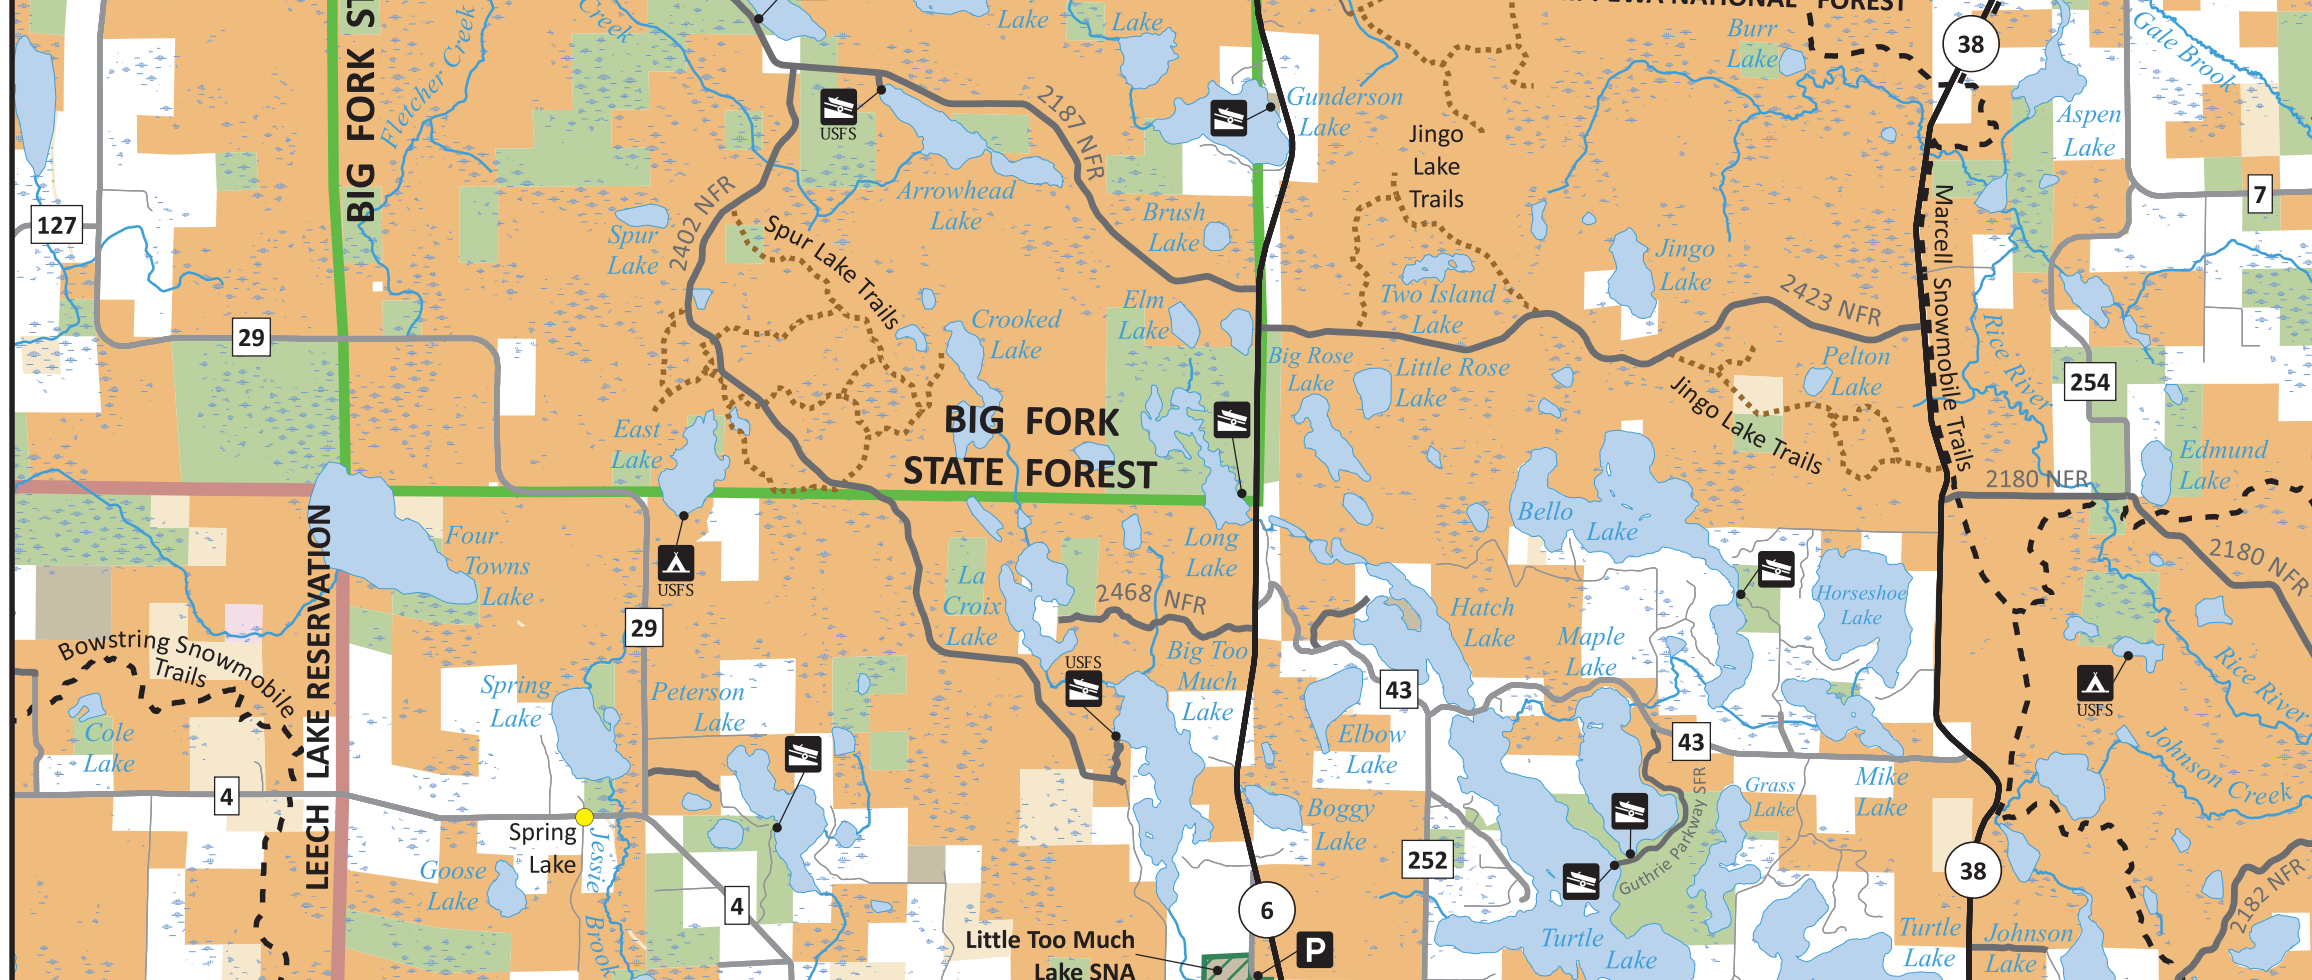 BIG FORK ST
Fletcher Creek
Creek
Lake
Lake
PEWA NATIONAL FOREST
Burr
Lake
38
Gale Brook
USFS
2187 NFR
Gunderson
Lake
Jingo
Lake
Trails
Aspen
Lake
127
Spur
Lake
2402 NFR
Spur Lake Trails
Arrowhead
Lake
Brush
Lake
7
Marcell Snowmobile Trails
Jingo
Lake
Two Island
Lake
2423 NFR
Elm
Lake
Crooked
Lake
29
Big Rose
Lake
Little Rose
Lake
Pelton
Lake
Jingo Lake Trails
Rice River
254
East
Lake
BIG FORK
STATE FOREST
Edmund
Lake
2180 NFR
2180 NFR
Bello
Lake
Four
Towns
Lake
LEECH LAKE RESERVATION
USFS
29
La
Croix
Lake
Long
Lake
2468 NFR
Hatch
Lake
Maple
Lake
Horseshoe
Lake
Bowstring Snowmobile
Trails
Cole
Lake
Spring
Lake
Peterson
Lake
USFS
Big Too
Much
Lake
43
Elbow
Lake
43
USFS
Rice River
Johnson Creek
4
Spring
Lake
Goose
Lake
Jessie Brook
4
Boggy
Lake
252
Guthrie Parkway SFR
Grass
Lake
Mike
Lake
38
2182 NFR
6
P
Little Too Much
Lake SNA
Turtle
Lake
Turtle
Lake
Johnson
Lake